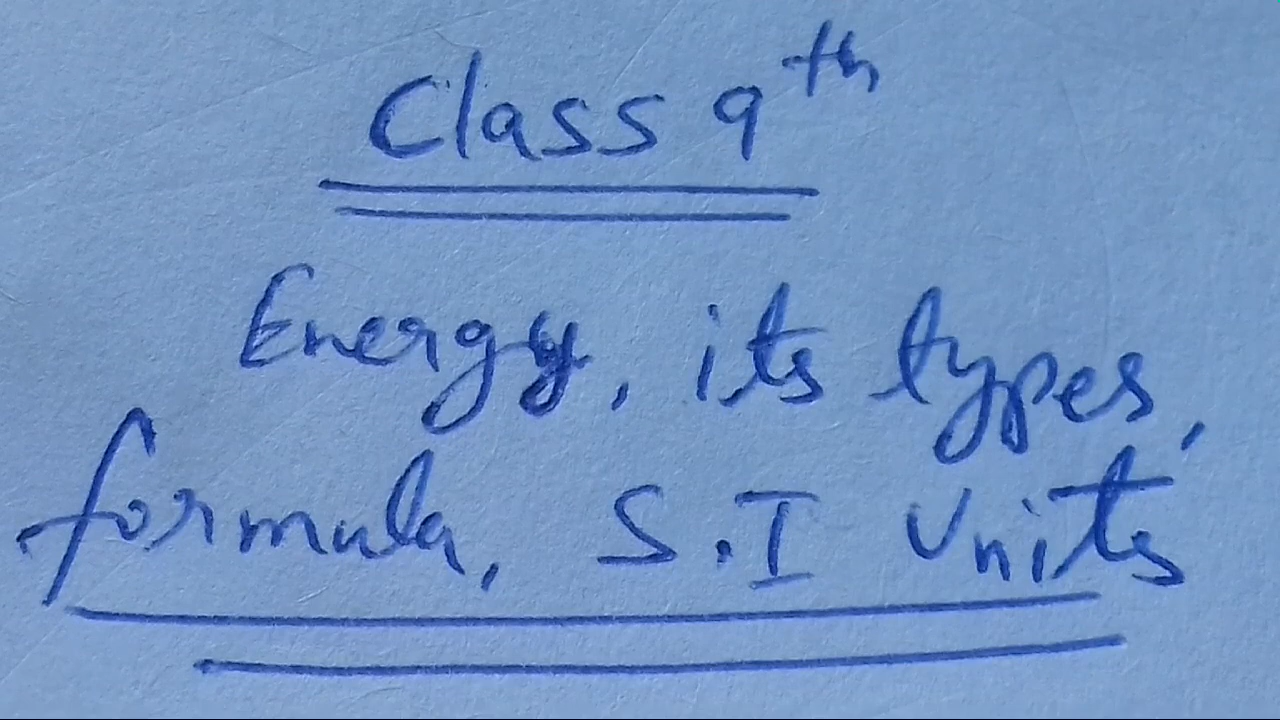 Class 9th
Energy, its types,
formula, S.I Units